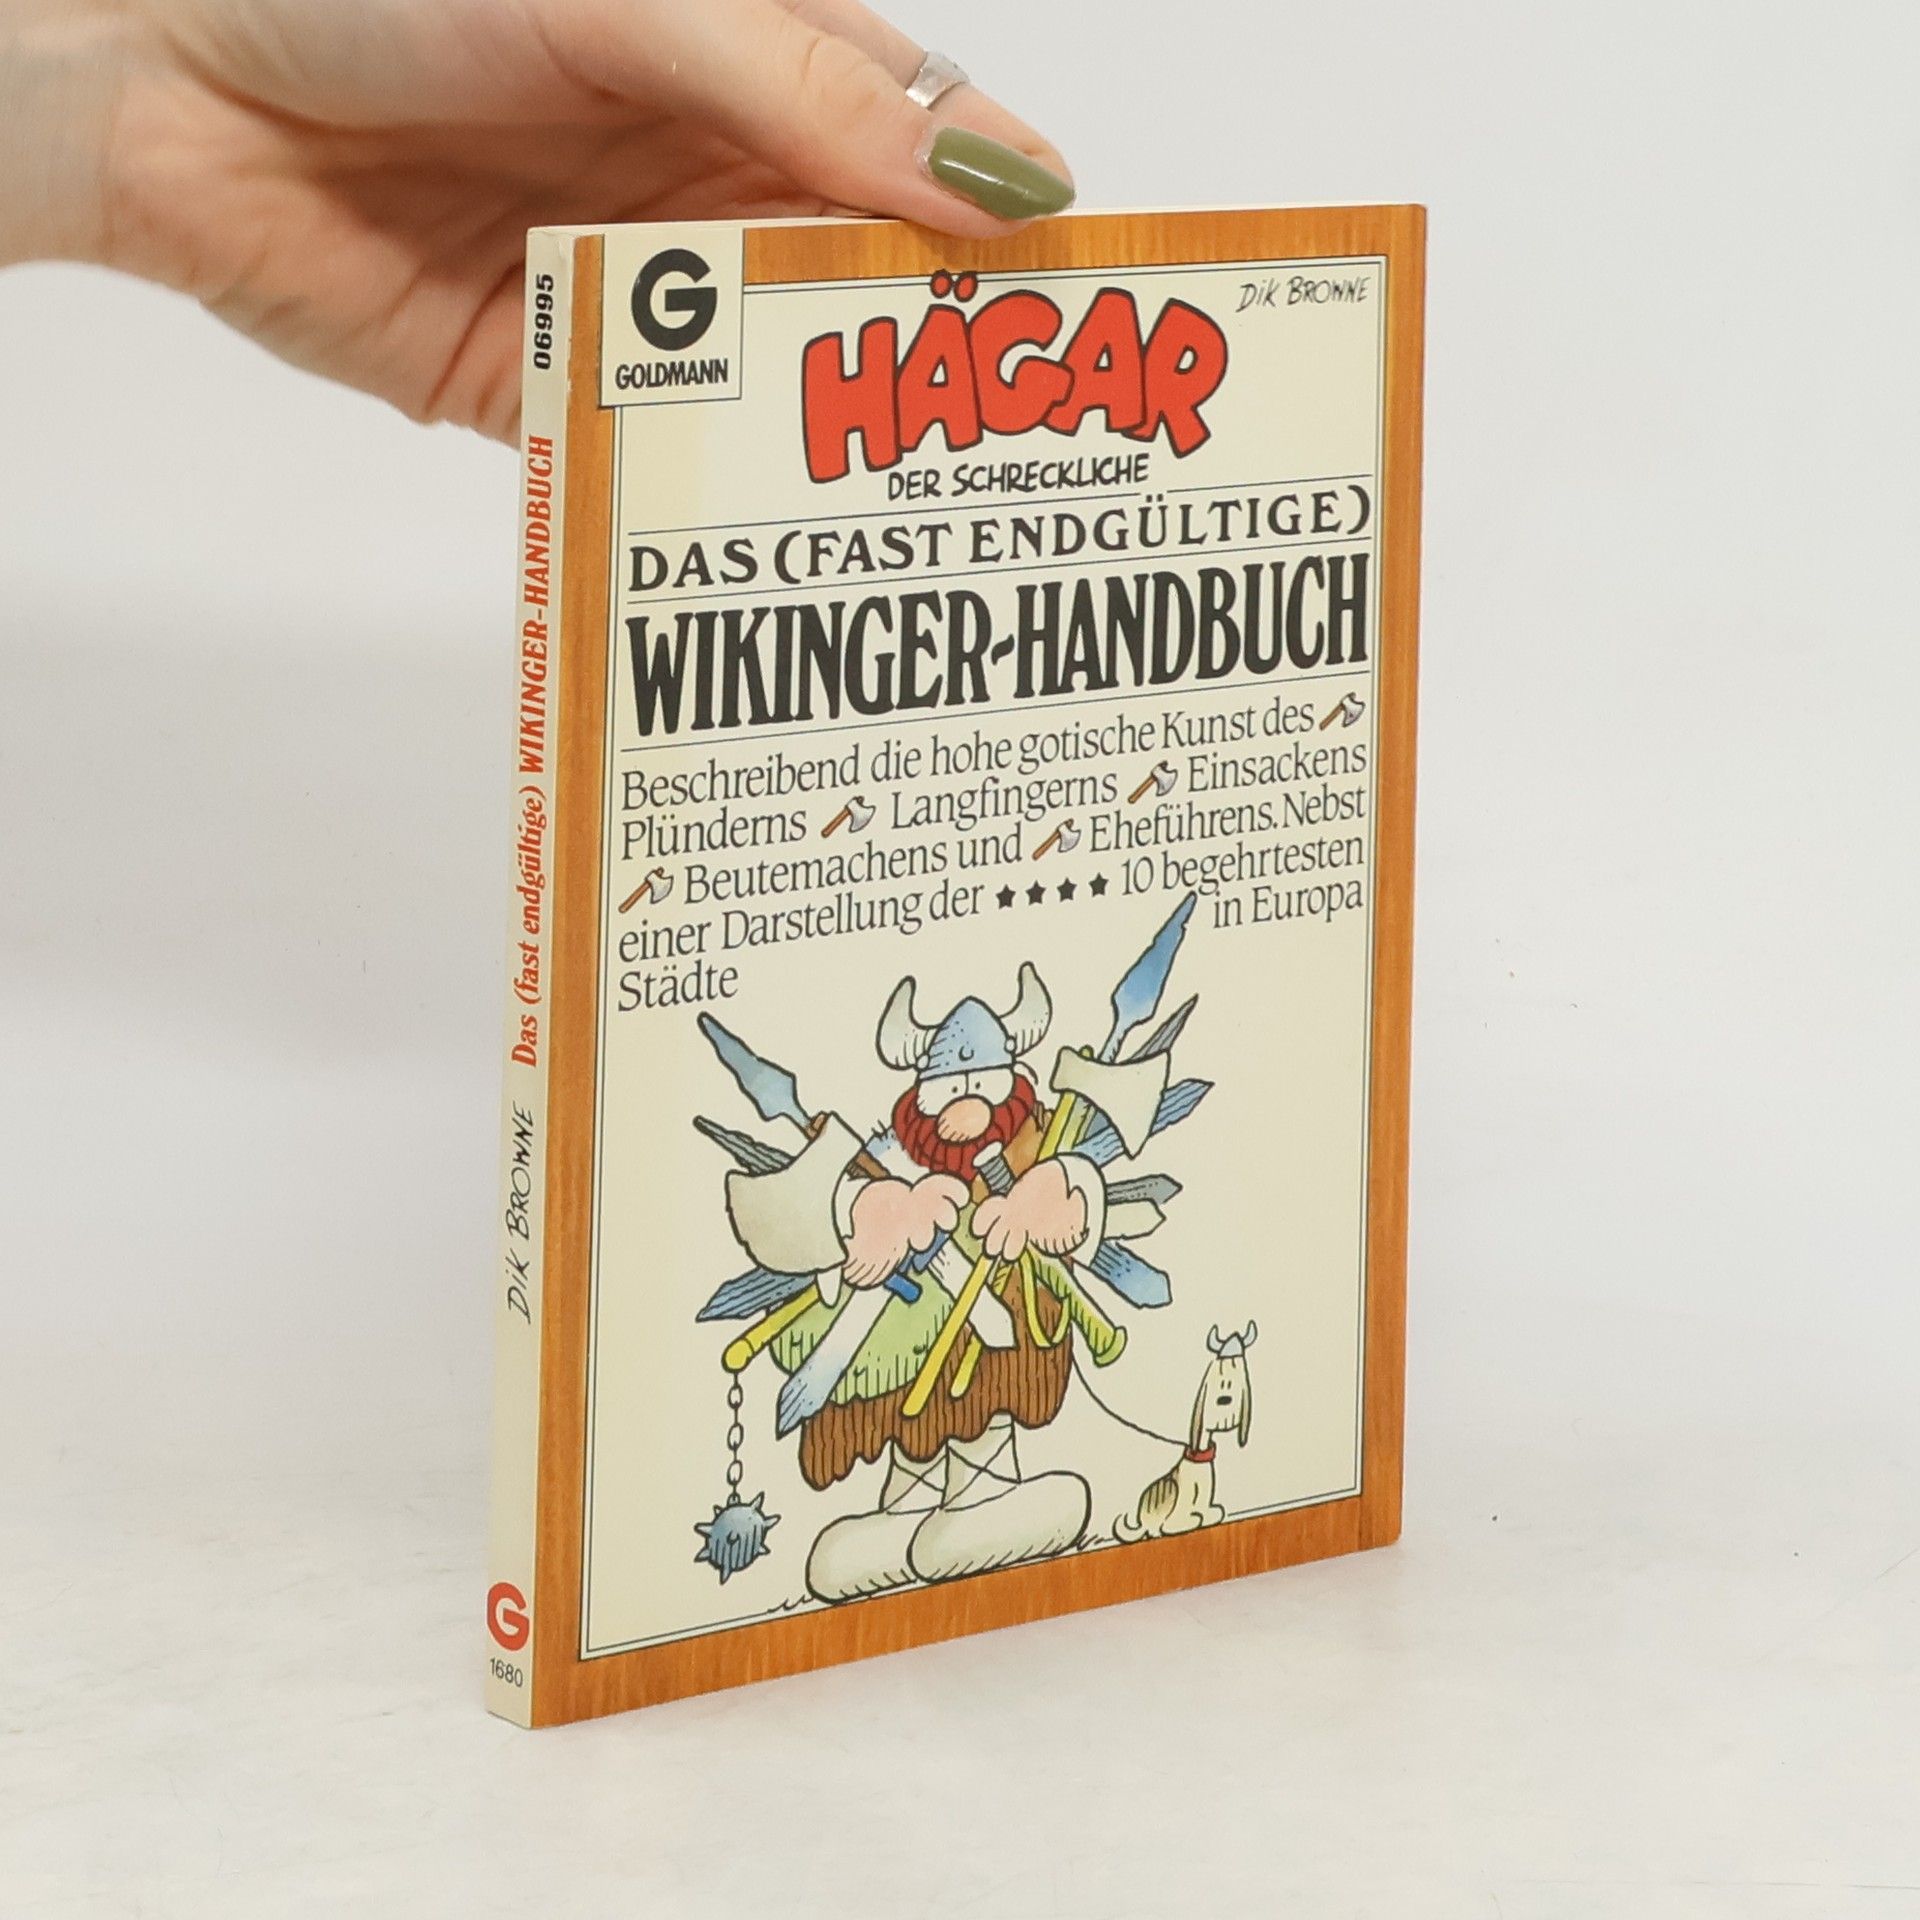 G
GOLDMANN
DiK BROWNE
HÄGAR
DER SCHRECKLICHE
DAS (FAST ENDGÜLTIGE)
WIKINGER-HANDBUCH
Beschreibend die hohe gotische Kunst des
Plünderns Langfingerns Einsackens
Beutemachens und Eheführens. Nebst
einer Darstellung der ★★★★ 10 begehrtesten
Städte in Europa
06995
Das (fast endgültige) WIKINGER-HANDBUCH
DiK BROWNE
G
1680